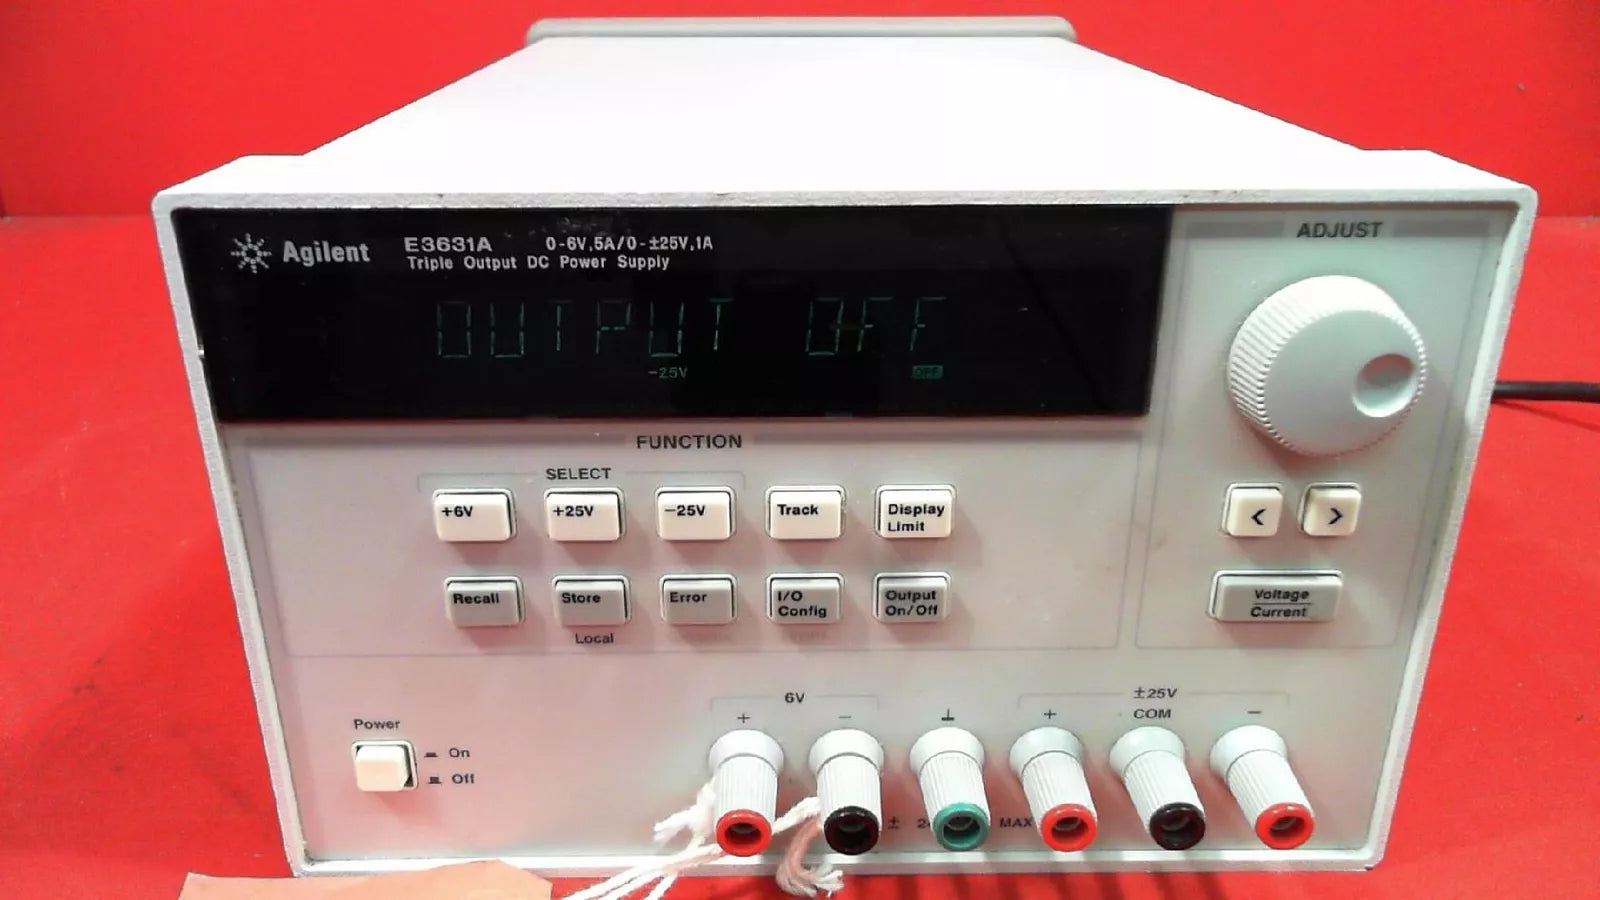 Agilent
E3631A 0-6V,5A/0-±25V,1A
Triple Output DC Power Supply
OUTPUT OFF
-25V OFF
ADJUST
FUNCTION
SELECT
+6V +25V -25V Track Display Limit
< >
Recall Store Error I/O Config Output On/Off
Voltage
Current
Local
Power
On
Off
6V
+ -
⊥
±25V
+ COM -
± MAX